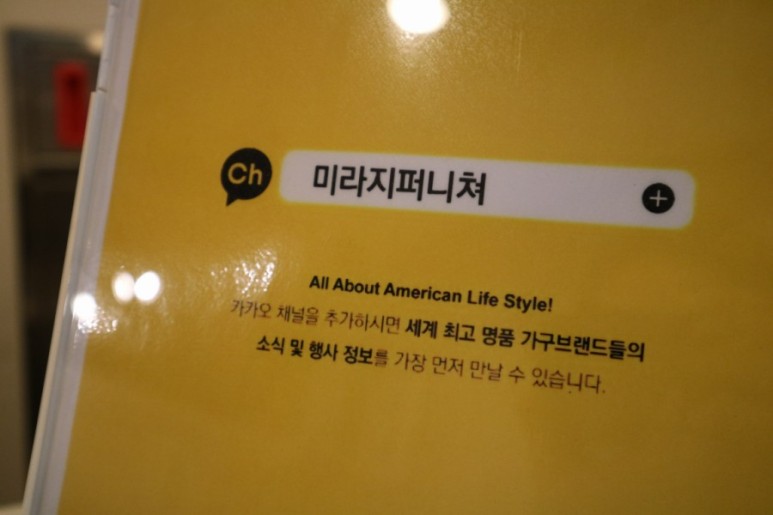 Ch 미라지퍼니쳐 +
All About American Life Style!
카카오 채널을 추가하시면 세계 최고 명품 가구브랜드들의
소식 및 행사 정보를 가장 먼저 만날 수 있습니다.